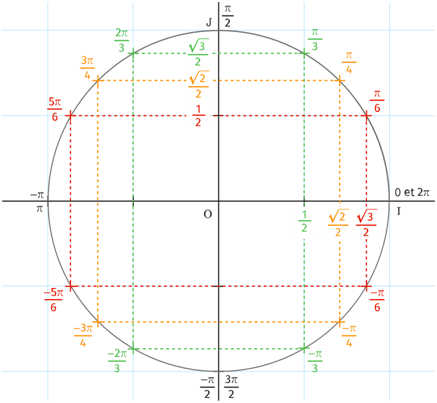 J π/2
2π/3 √3/2 π/3
3π/4 √2/2 π/4
5π/6 1/2 π/6
-π 0 et 2π
π O 1/2 √2/2 √3/2 I
-5π/6 -π/6
-3π/4 -π/4
-2π/3 -π/3
-π/2 3π/2